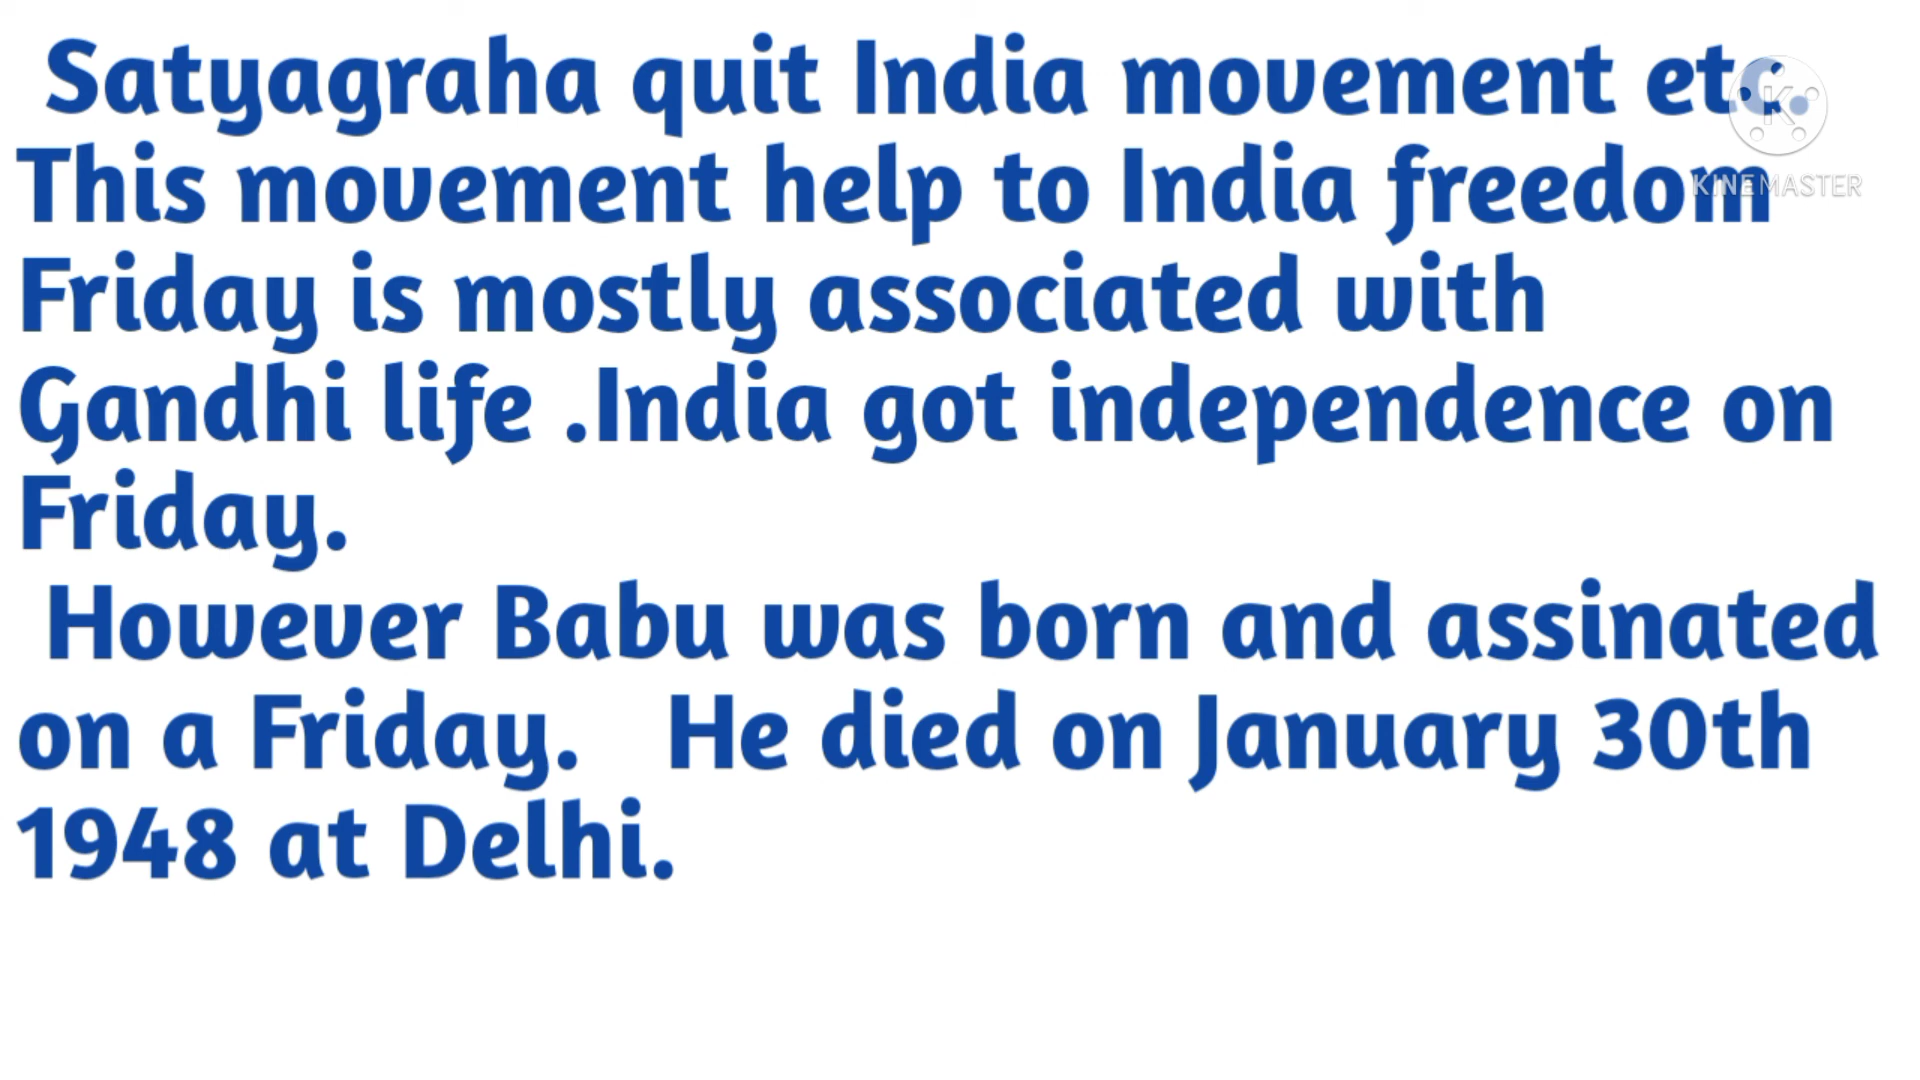 Satyagraha quit India movement etc.
This movement help to India freedom
Friday is mostly associated with
Gandhi life .India got independence on
Friday.
However Babu was born and assinated
on a Friday. He died on January 30th
1948 at Delhi.
K
KINEMASTER